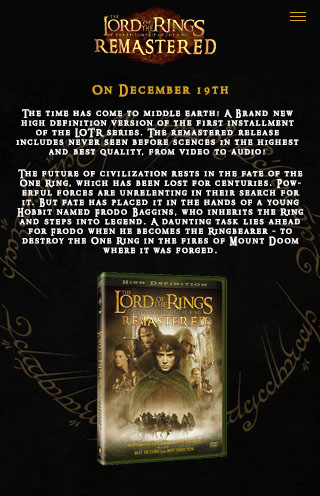 THE
LORD OF THE RINGS
REMASTERED
ON DECEMBER 19TH
THE TIME HAS COME TO MIDDLE EARTH! A BRAND NEW
HIGH DEFINITION VERSION OF THE FIRST INSTALLMENT
OF THE LOTR SERIES. THE REMASTERED RELEASE
INCLUDES NEVER SEEN BEFORE SCENCES IN THE HIGHEST
AND BEST QUALITY, FROM VIDEO TO AUDIO!
THE FUTURE OF CIVILIZATION RESTS IN THE FATE OF THE
ONE RING, WHICH HAS BEEN LOST FOR CENTURIES. POW-
ERFUL FORCES ARE UNRELENTING IN THEIR SEARCH FOR
IT. BUT FATE HAS PLACED IT IN THE HANDS OF A YOUNG
HOBBIT NAMED FRODO BAGGINS, WHO INHERITS THE RING
AND STEPS INTO LEGEND. A DAUNTING TASK LIES AHEAD
FOR FRODO WHEN HE BECOMES THE RINGBEARER - TO
DESTROY THE ONE RING IN THE FIRES OF MOUNT DOOM
WHERE IT WAS FORGED.
HIGH DEFINITION
THE
LORD OF THE RINGS
REMASTERED
BEST PICTURE AND BEST DIRECTOR
DVD